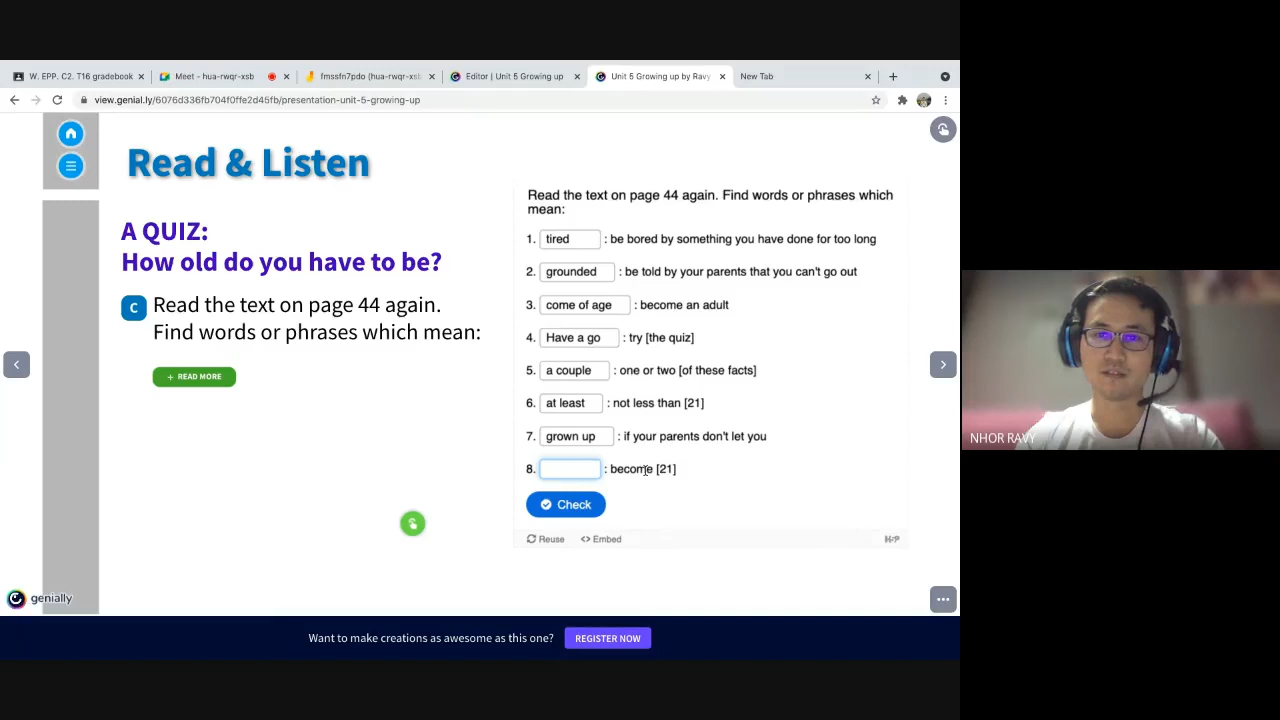 W. EPP. C2. T16 gradebook
Meet - hua-rwqr-xsb
fmssfn7pdo (hua-rwqr-xsb
Editor | Unit 5 Growing up
Unit 5 Growing up by Ravy
New Tab
view.genial.ly/6076d336fb704f0ffe2d45fb/presentation-unit-5-growing-up
Read & Listen
A QUIZ:
How old do you have to be?
C Read the text on page 44 again.
Find words or phrases which mean:
+ READ MORE
Read the text on page 44 again. Find words or phrases which
mean:
1. tired : be bored by something you have done for too long
2. grounded : be told by your parents that you can't go out
3. come of age : become an adult
4. Have a go : try [the quiz]
5. a couple : one or two [of these facts]
6. at least : not less than [21]
7. grown up : if your parents don't let you
8. : become [21]
Check
Reuse <> Embed
H5P
genially
Want to make creations as awesome as this one? REGISTER NOW
NHOR RAVY